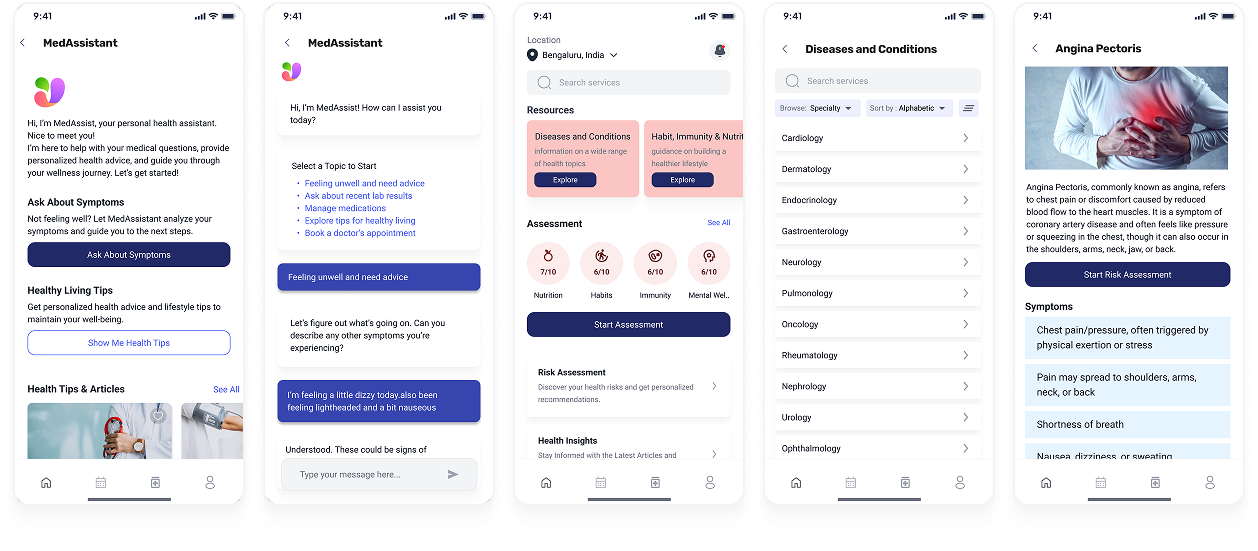 9:41
MedAssistant
Hi, I'm MedAssist, your personal health assistant.
Nice to meet you!
I'm here to help with your medical questions, provide
personalized health advice, and guide you through
your wellness journey. Let's get started!
Ask About Symptoms
Not feeling well? Let MedAssistant analyze your
symptoms and guide you to the next steps.
Ask About Symptoms
Healthy Living Tips
Get personalized health advice and lifestyle tips to
maintain your well-being.
Show Me Health Tips
Health Tips & Articles
See All
9:41
MedAssistant
Hi, I'm MedAssist! How can I assist you
today?
Select a Topic to Start
• Feeling unwell and need advice
• Ask about recent lab results
• Manage medications
• Explore tips for healthy living
• Book a doctor's appointment
Feeling unwell and need advice
Let's figure out what's going on. Can you
describe any other symptoms you're
experiencing?
I'm feeling a little dizzy today.also been
feeling lightheaded and a bit nauseous
Understood. These could be signs of
Type your message here...
9:41
Location
Bengaluru, India
Search services
Resources
Diseases and Conditions
information on a wide range
of health topics
Explore
Habit, Immunity & Nutrit
guidance on building a
healthier lifestyle
Explore
Assessment
See All
7/10
6/10
6/10
6/10
Nutrition
Habits
Immunity
Mental Wel..
Start Assessment
Risk Assessment
Discover your health risks and get personalized
recommendations.
Health Insights
Stay Informed with the Latest Articles and
9:41
Diseases and Conditions
Search services
Browse: Specialty
Sort by : Alphabetic
Cardiology
Dermatology
Endocrinology
Gastroenterology
Neurology
Pulmonology
Oncology
Rheumatology
Nephrology
Urology
Ophthalmology
9:41
Angina Pectoris
Angina Pectoris, commonly known as angina, refers
to chest pain or discomfort caused by reduced
blood flow to the heart muscles. It is a symptom of
coronary artery disease and often feels like pressure
or squeezing in the chest, though it can also occur in
the shoulders, arms, neck, jaw, or back.
Start Risk Assessment
Symptoms
Chest pain/pressure, often triggered by
physical exertion or stress
Pain may spread to shoulders, arms,
neck, or back
Shortness of breath
Nausea, dizziness, or sweating